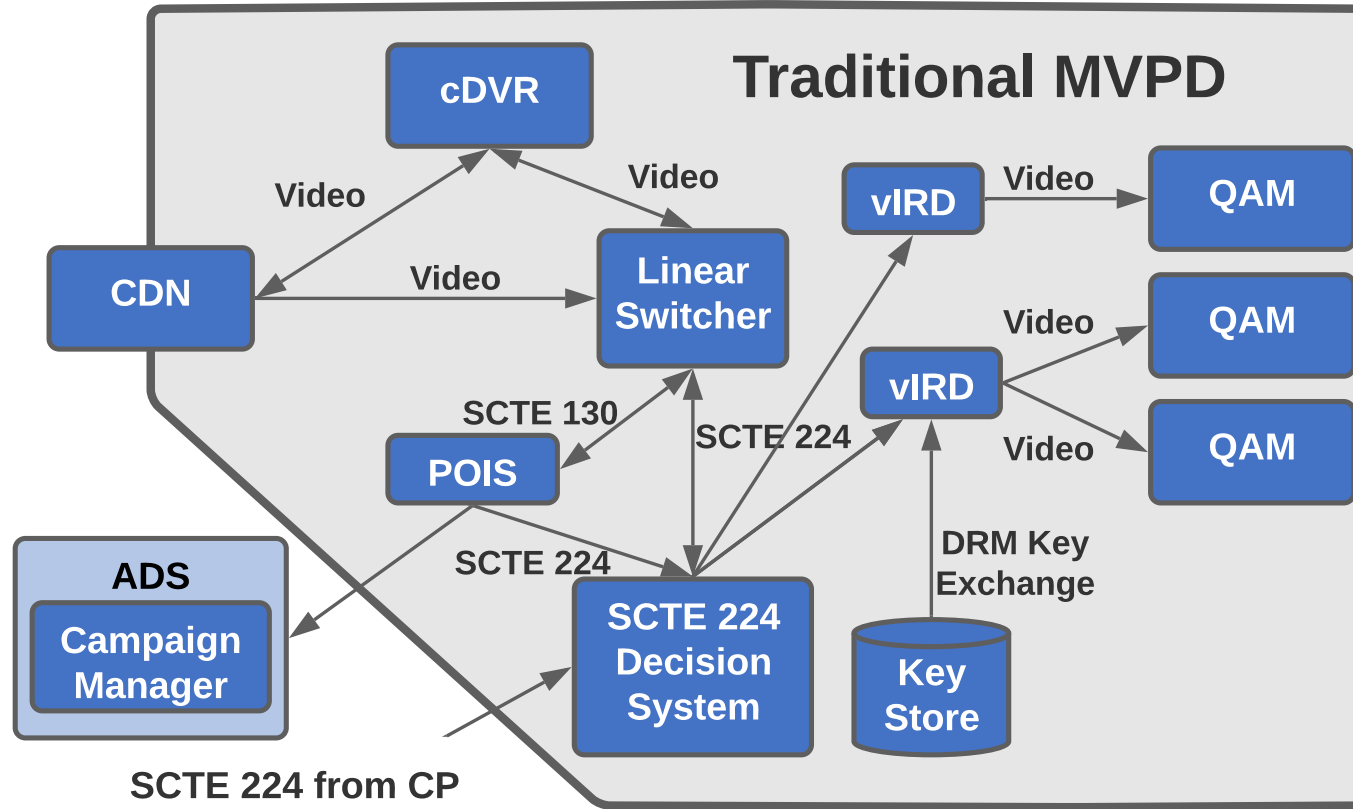 Traditional MVPD
cDVR
Video
Video
vIRD
Video
QAM
CDN
Video
Linear
Switcher
Video
QAM
vIRD
SCTE 130
SCTE 224
Video
QAM
POIS
SCTE 224
DRM Key
Exchange
ADS
Campaign
Manager
SCTE 224
Decision
System
Key
Store
SCTE 224 from CP